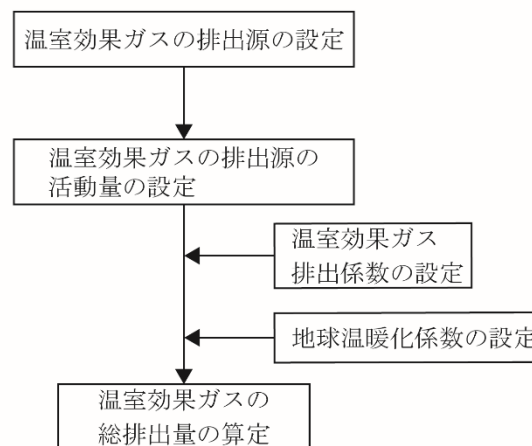 温室効果ガスの排出源の設定
温室効果ガスの排出源の
活動量の設定
温室効果ガス
排出係数の設定
地球温暖化係数の設定
温室効果ガスの
総排出量の算定